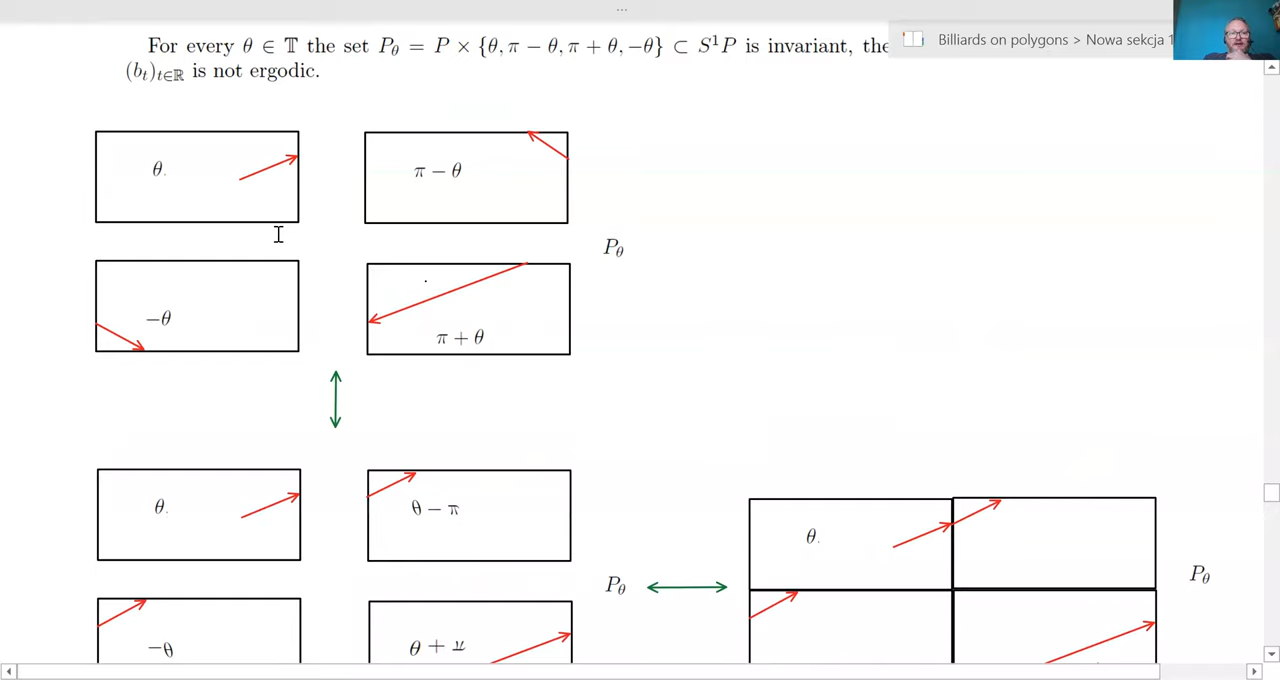 ...
For every θ ∈ 𝕋 the set P_θ = P × {θ, π − θ, π + θ, −θ} ⊂ S¹P is invariant, the
Billiards on polygons > Nowa sekcja 1
(b_t)_{t∈ℝ} is not ergodic.
θ.
π − θ
P_θ
−θ
π + θ
θ.
θ − π
θ.
P_θ
P_θ
−θ
θ +